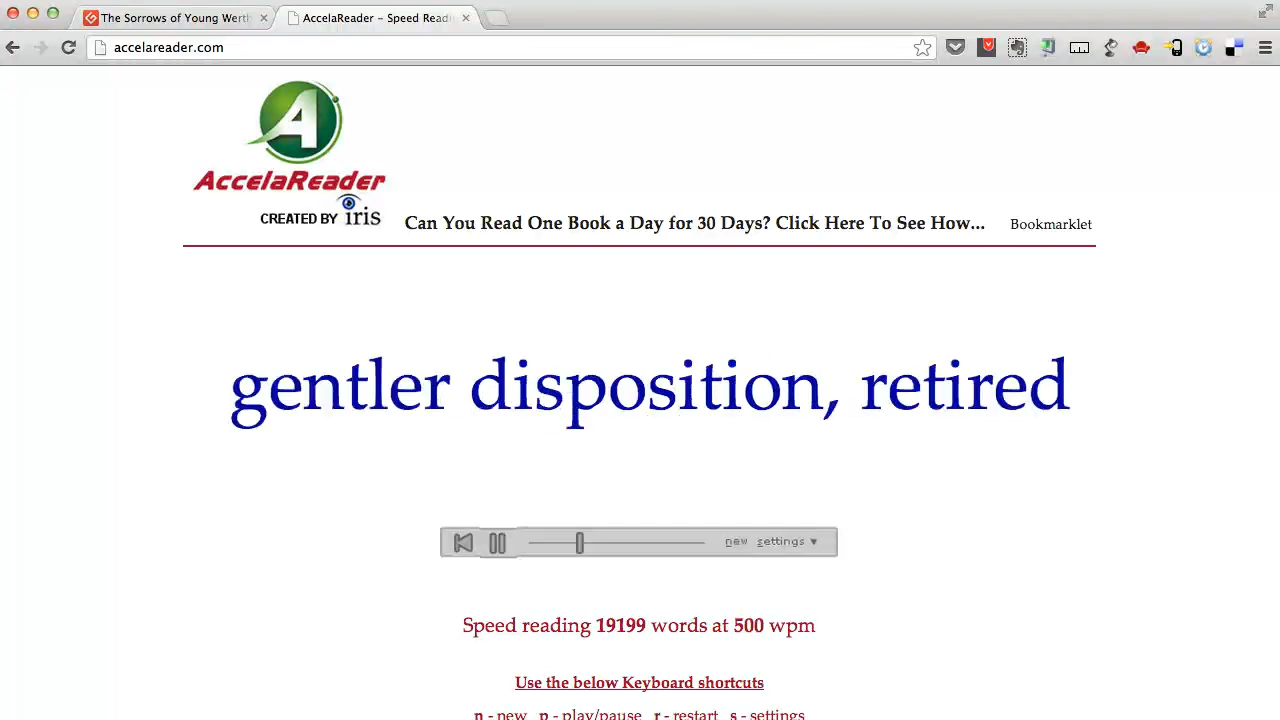 The Sorrows of Young Werth
AccelaReader – Speed Readi
accelareader.com
A
AccelaReader
CREATED BY iris
Can You Read One Book a Day for 30 Days? Click Here To See How...
Bookmarklet
gentler disposition, retired
new settings ▼
Speed reading 19199 words at 500 wpm
Use the below Keyboard shortcuts
n - new p - play/pause r - restart s - settings